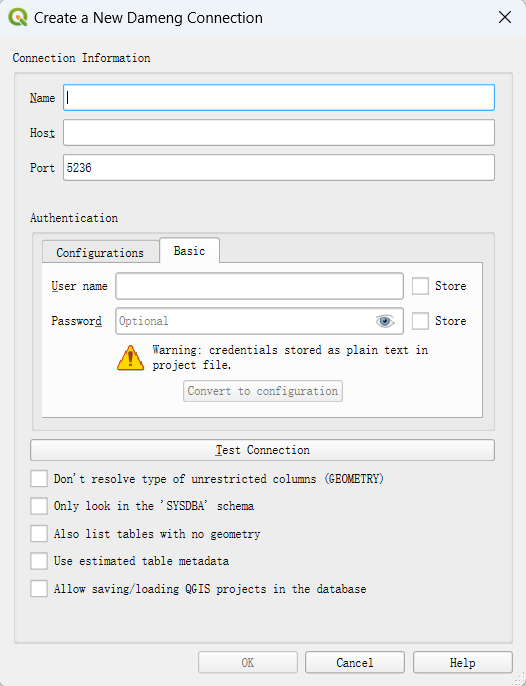 Create a New Dameng Connection
Connection Information
Name
Host
Port 5236
Authentication
Configurations Basic
User name Store
Password Optional Store
Warning: credentials stored as plain text in
project file.
Convert to configuration
Test Connection
Don't resolve type of unrestricted columns (GEOMETRY)
Only look in the 'SYSDBA' schema
Also list tables with no geometry
Use estimated table metadata
Allow saving/loading QGIS projects in the database
OK Cancel Help